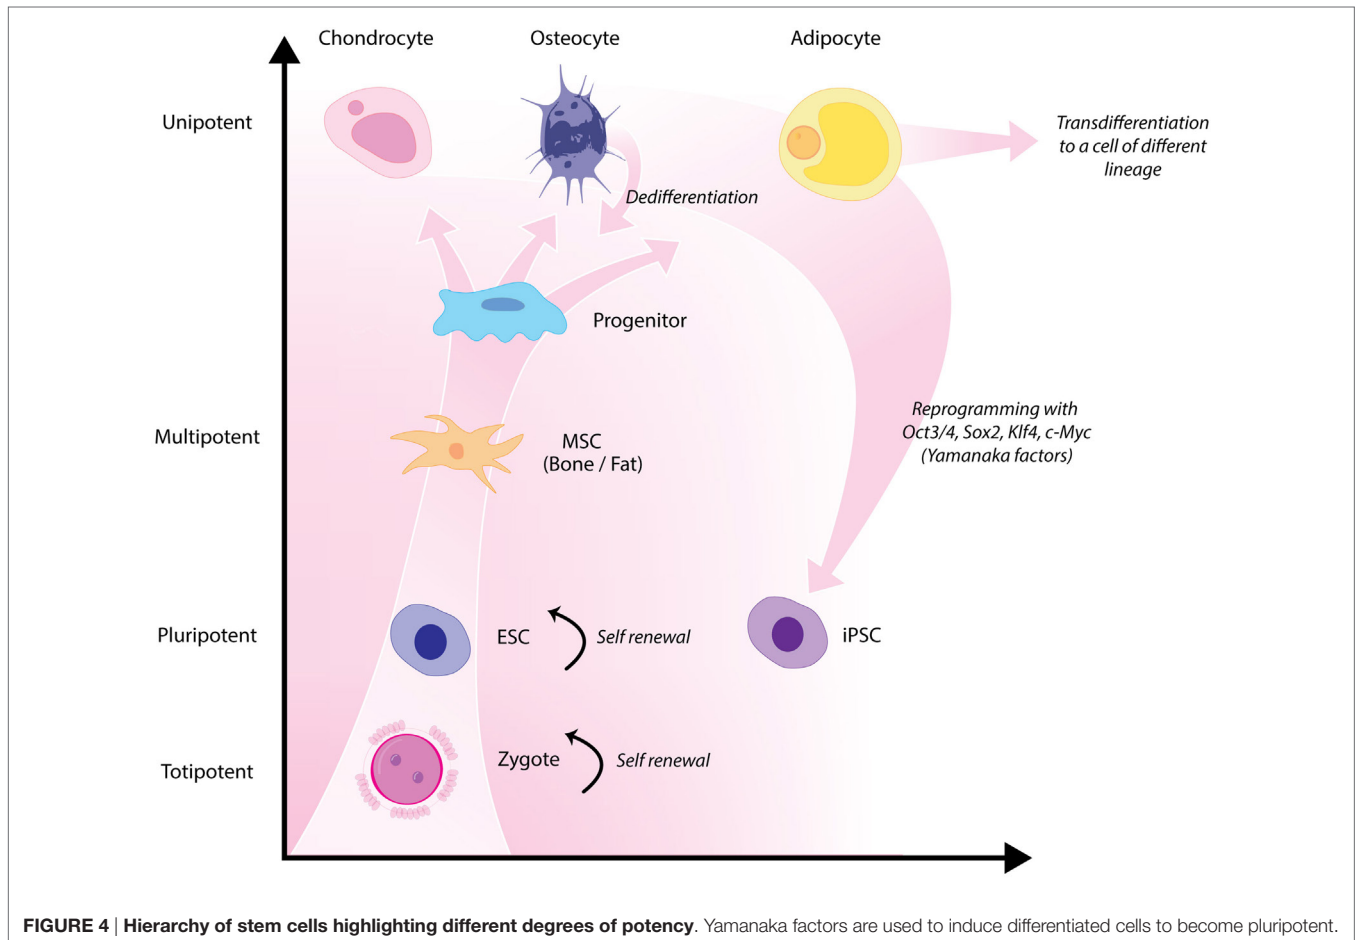 Chondrocyte
Osteocyte
Adipocyte
Unipotent
Transdifferentiation
to a cell of different
lineage
Dedifferentiation
Progenitor
Reprogramming with
Oct3/4, Sox2, Klf4, c-Myc
(Yamanaka factors)
Multipotent
MSC
(Bone / Fat)
Pluripotent
ESC
Self renewal
iPSC
Totipotent
Zygote
Self renewal
FIGURE 4 | Hierarchy of stem cells highlighting different degrees of potency. Yamanaka factors are used to induce differentiated cells to become pluripotent.